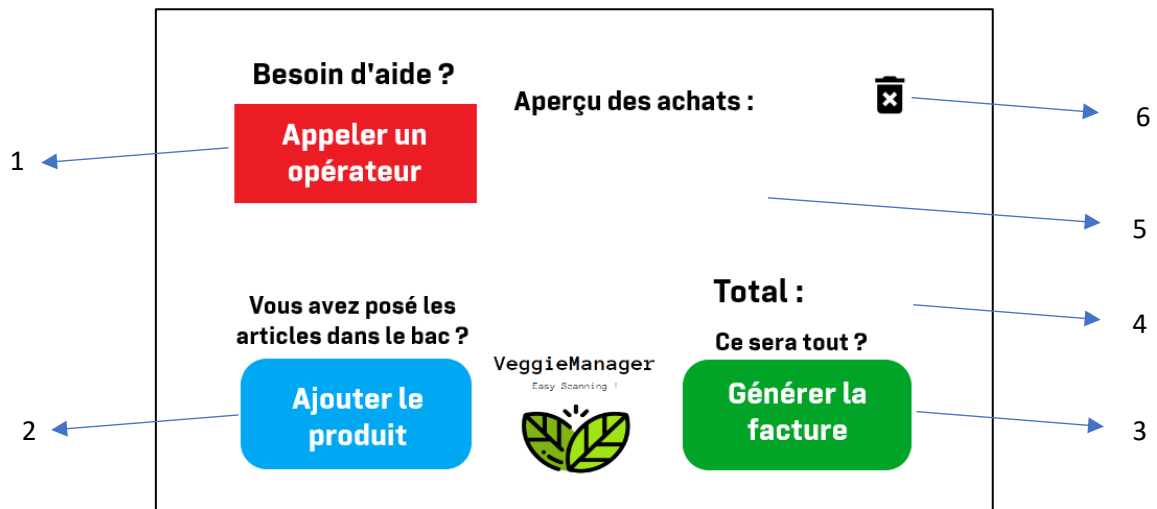 Besoin d'aide ?
Appeler un
opérateur
Aperçu des achats :
6
1
5
Vous avez posé les
articles dans le bac ?
Ajouter le
produit
2
VeggieManager
Easy Scanning !
Total :
4
Ce sera tout ?
Générer la
facture
3